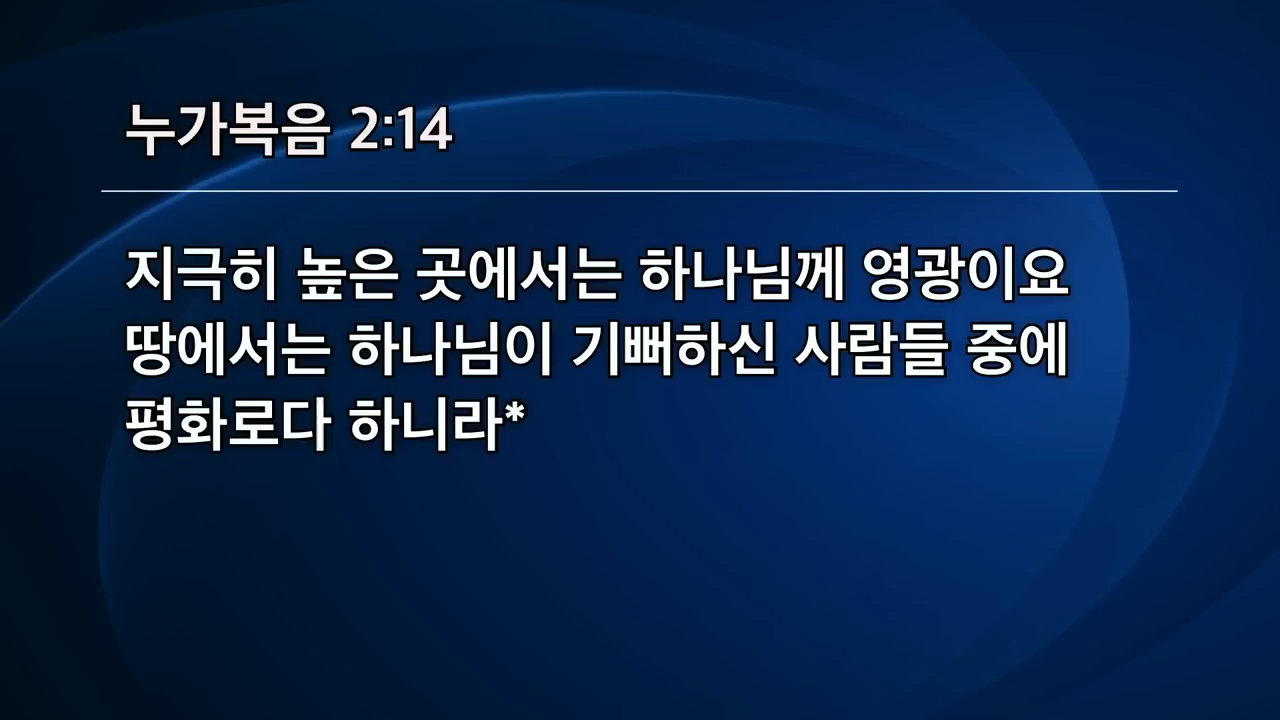 누가복음 2:14
지극히 높은 곳에서는 하나님께 영광이요
땅에서는 하나님이 기뻐하신 사람들 중에
평화로다 하니라*